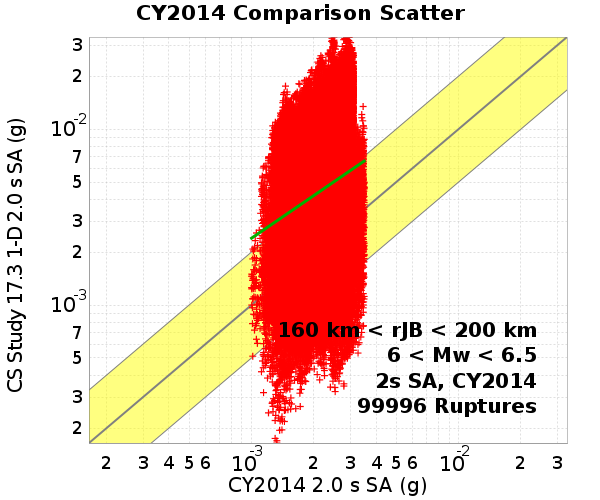 CY2014 Comparison Scatter
CS Study 17.3 1-D 2.0 s SA (g)
3
2
10-2
7
5
3
2
10-3
7
5
3
2
160 km < rJB < 200 km
6 < Mw < 6.5
2s SA, CY2014
99996 Ruptures
2 3 4 5 6 10-3 2 3 4 5 6 10-2 2 3
CY2014 2.0 s SA (g)